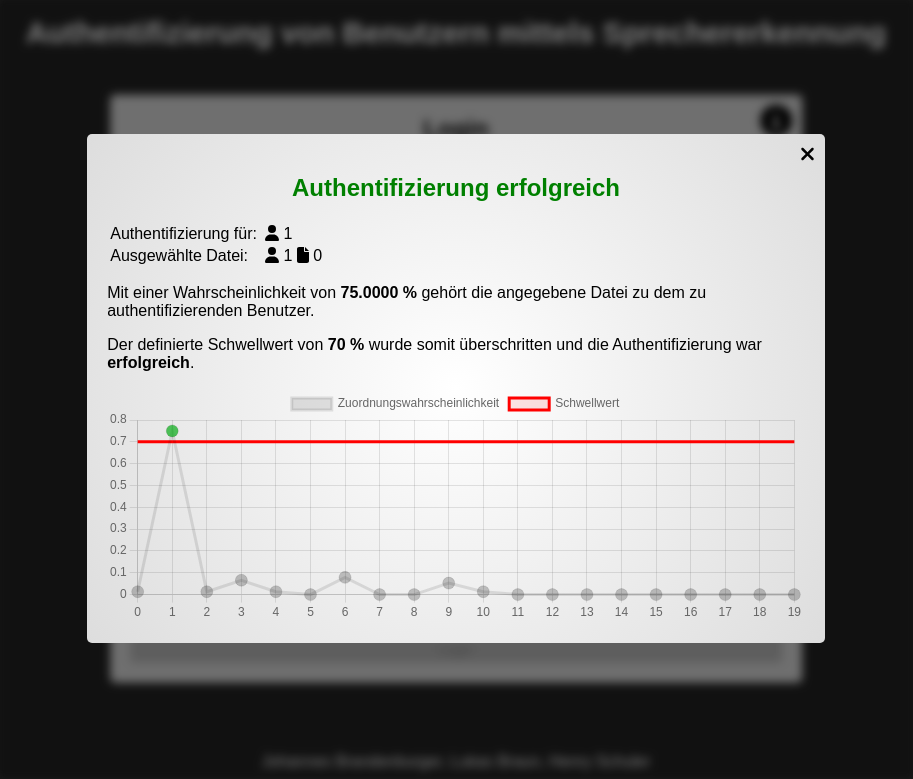 Authentifizierung von Benutzern mittels Sprechererkennung
Login
Authentifizierung erfolgreich
Authentifizierung für: 1
Ausgewählte Datei: 1 0
Mit einer Wahrscheinlichkeit von 75.0000 % gehört die angegebene Datei zu dem zu
authentifizierenden Benutzer.
Der definierte Schwellwert von 70 % wurde somit überschritten und die Authentifizierung war
erfolgreich.
Zuordnungswahrscheinlichkeit Schwellwert
0.8
0.7
0.6
0.5
0.4
0.3
0.2
0.1
0
0 1 2 3 4 5 6 7 8 9 10 11 12 13 14 15 16 17 18 19